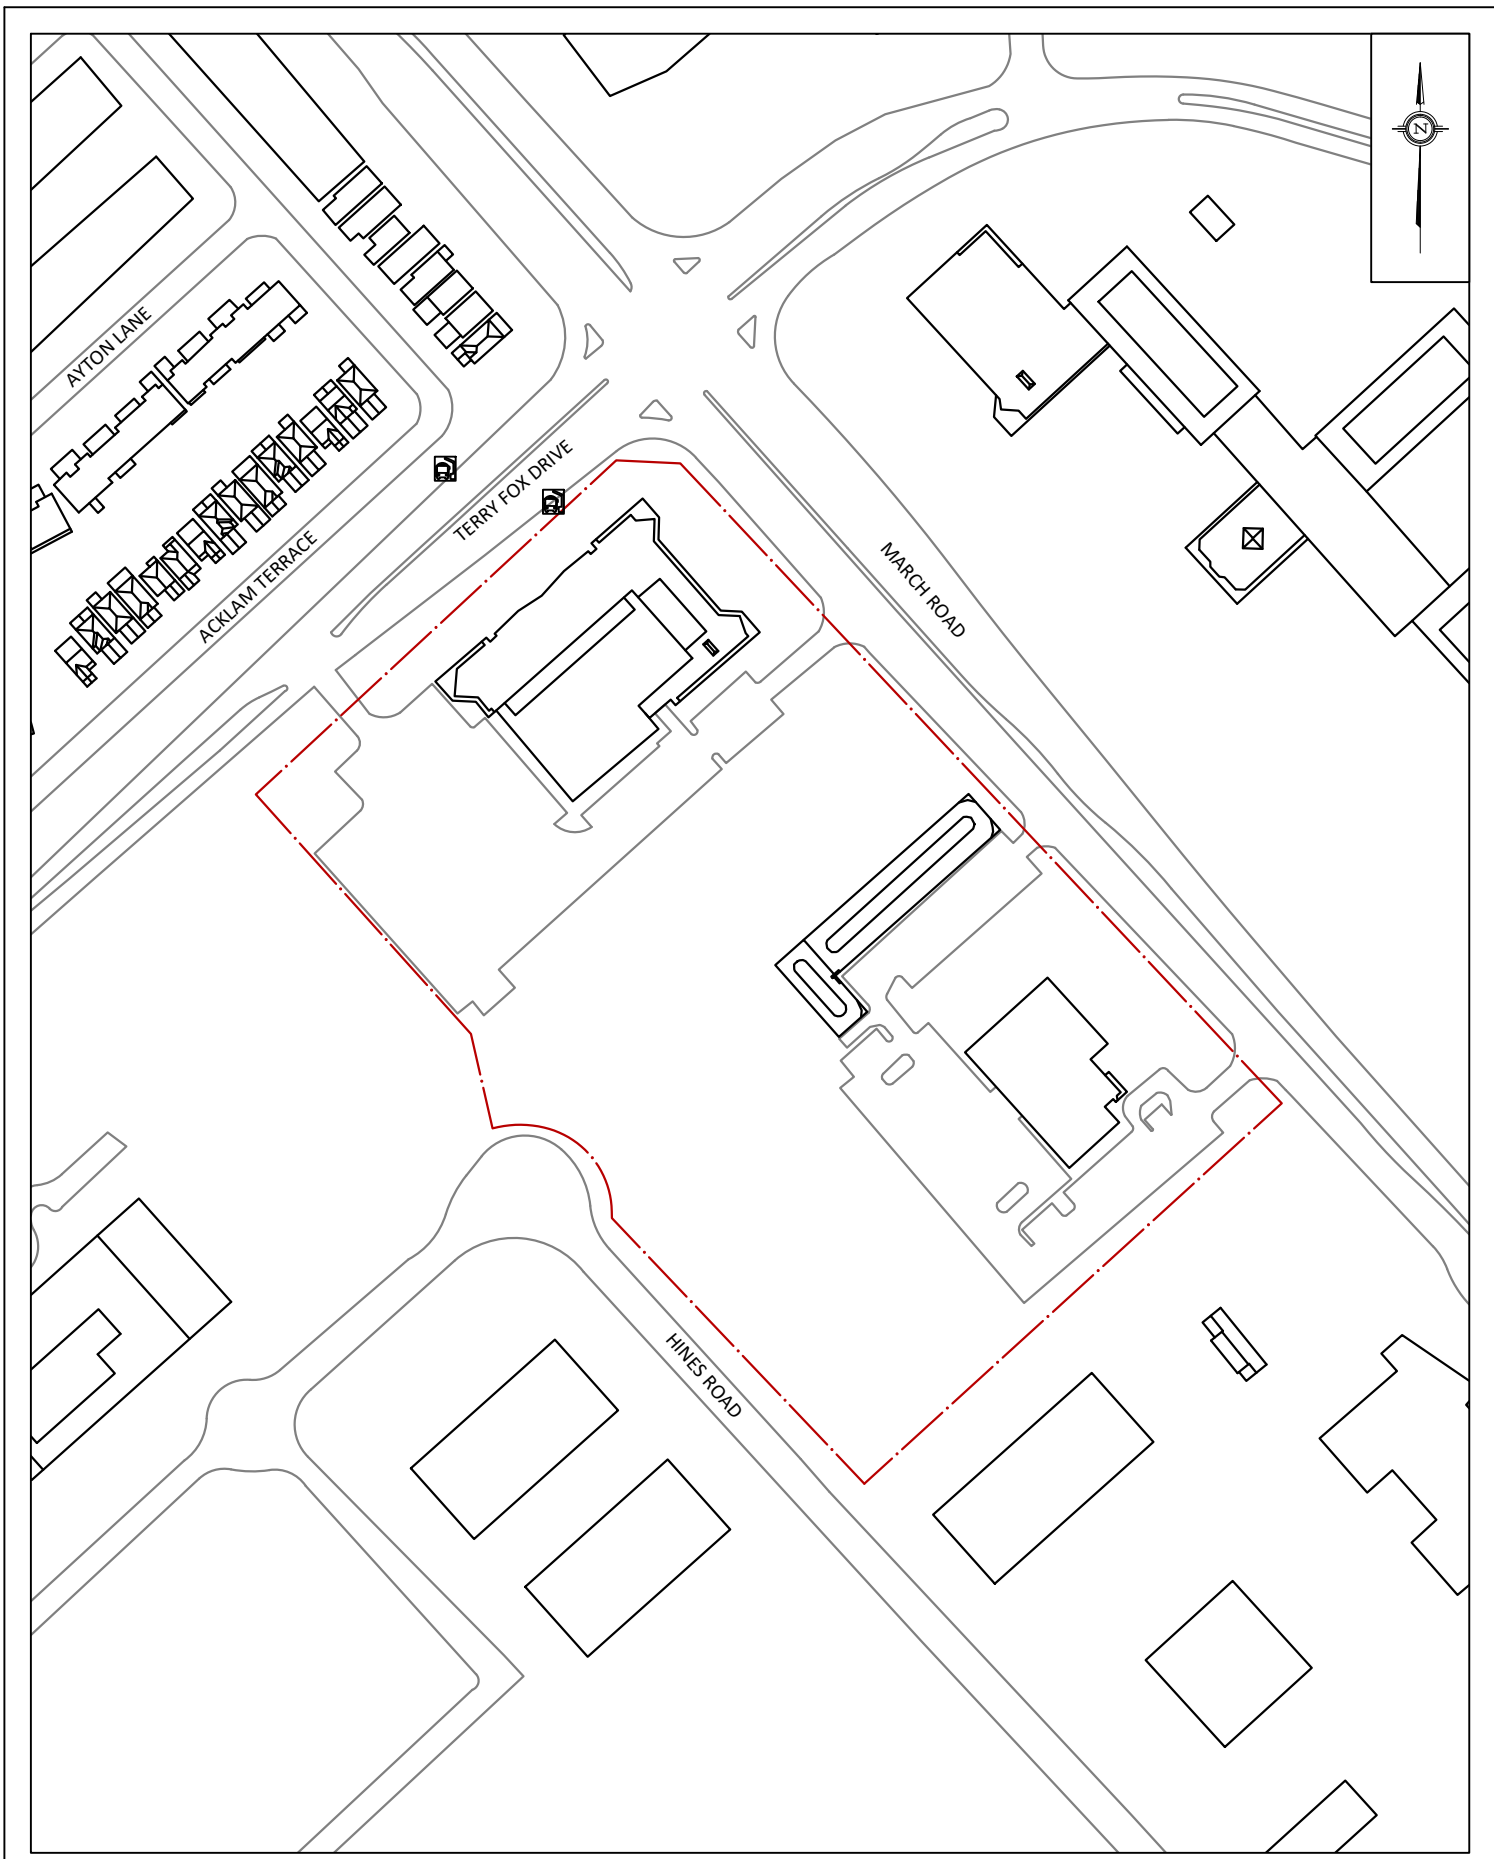 N
AYTON LANE
TERRY FOX DRIVE
ACKLAM TERRACE
MARCH ROAD
HINES ROAD